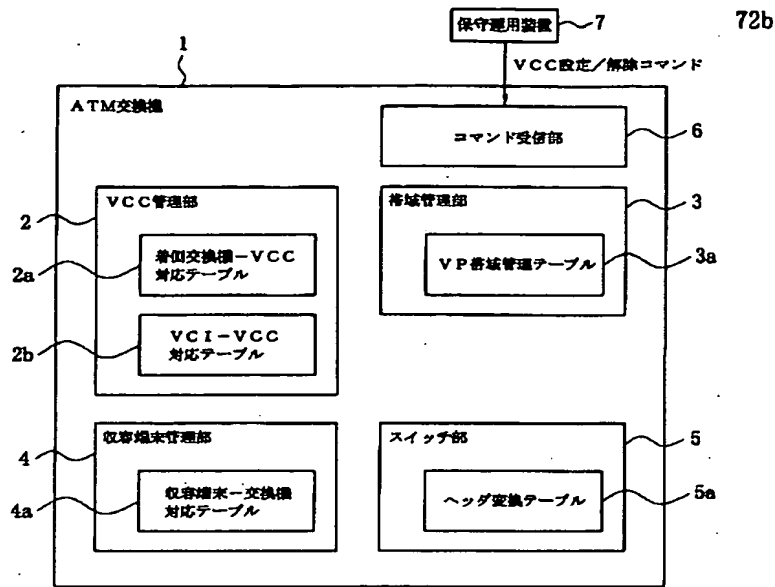 72b
保守運用装置
7
1
VCC設定/解除コマンド
ATM交換機
コマンド受信部
6
2
VCC管理部
着側交換機-VCC
対応テーブル
2a
VCI-VCC
対応テーブル
2b
帯域管理部
3
VP帯域管理テーブル
3a
4
収容端末管理部
収容端末-交換機
対応テーブル
4a
スイッチ部
5
ヘッダ変換テーブル
5a